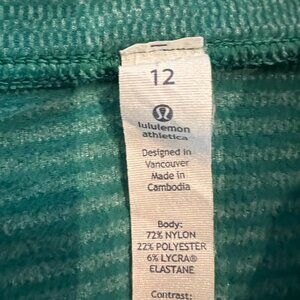 12
lululemon
athletica
Designed in
Vancouver
Made in
Cambodia
Body:
72% NYLON
22% POLYESTER
6% LYCRA®
ELASTANE
Contrast: